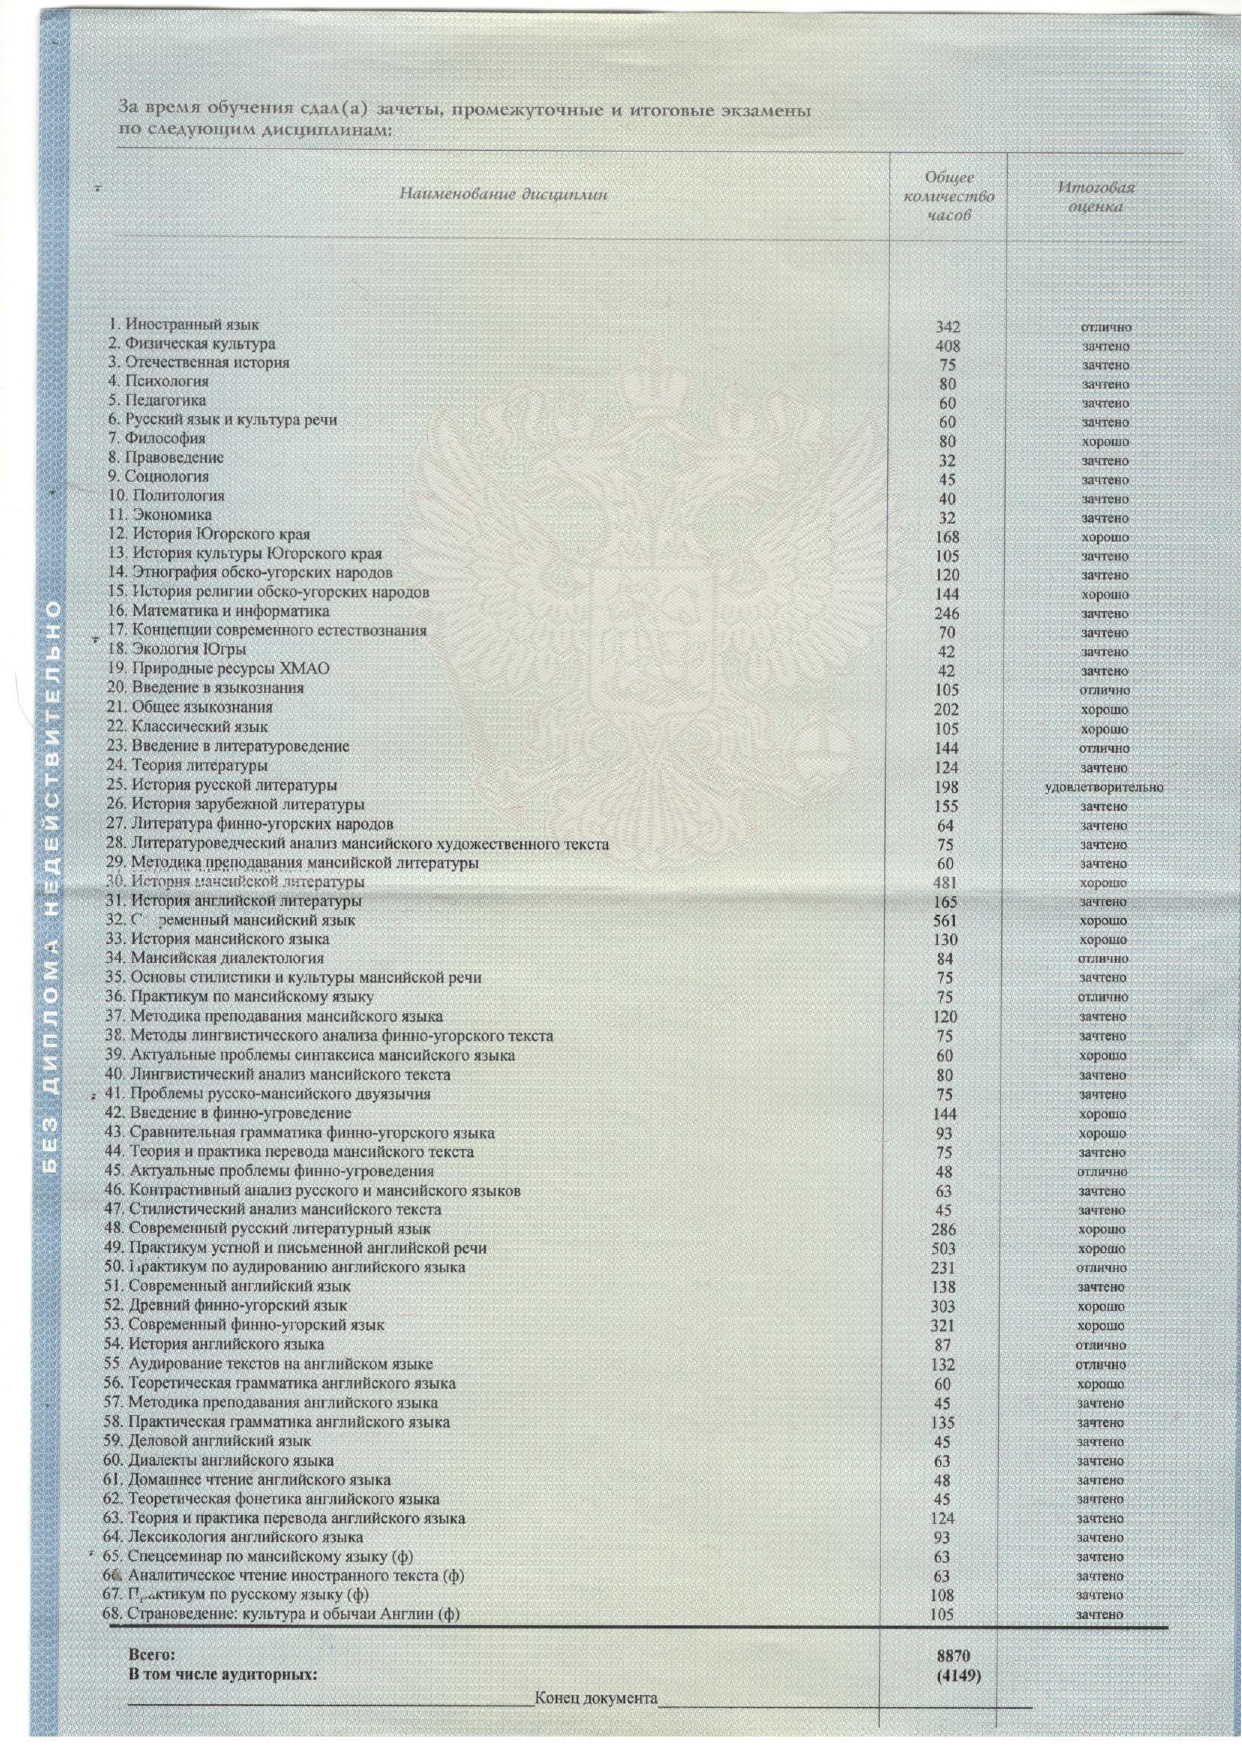 За время обучения сдал(а) зачеты, промежуточные и итоговые экзамены
по следующим дисциплинам:
Наименование дисциплин Общее количество часов Итоговая оценка
1. Иностранный язык 342 отлично
2. Физическая культура 408 зачтено
3. Отечественная история 75 зачтено
4. Психология 80 зачтено
5. Педагогика 60 зачтено
6. Русский язык и культура речи 60 зачтено
7. Философия 80 хорошо
8. Правоведение 32 зачтено
9. Социология 45 зачтено
10. Политология 40 зачтено
11. Экономика 32 зачтено
12. История Югорского края 168 хорошо
13. История культуры Югорского края 105 зачтено
14. Этнография обско-угорских народов 120 зачтено
15. История религии обско-угорских народов 144 хорошо
16. Математика и информатика 246 зачтено
17. Концепции современного естествознания 70 зачтено
18. Экология Югры 42 зачтено
19. Природные ресурсы ХМАО 42 зачтено
20. Введение в языкознания 105 отлично
21. Общее языкознания 202 хорошо
22. Классический язык 105 хорошо
23. Введение в литературоведение 144 отлично
24. Теория литературы 124 зачтено
25. История русской литературы 198 удовлетворительно
26. История зарубежной литературы 155 зачтено
27. Литература финно-угорских народов 64 зачтено
28. Литературоведческий анализ мансийского художественного текста 75 зачтено
29. Методика преподавания мансийской литературы 60 зачтено
30. История мансийской литературы 481 хорошо
31. История английской литературы 165 зачтено
32. Современный мансийский язык 561 хорошо
33. История мансийского языка 130 хорошо
34. Мансийская диалектология 84 отлично
35. Основы стилистики и культуры мансийской речи 75 зачтено
36. Практикум по мансийскому языку 75 отлично
37. Методика преподавания мансийского языка 120 зачтено
38. Методы лингвистического анализа финно-угорского текста 75 зачтено
39. Актуальные проблемы синтаксиса мансийского языка 60 хорошо
40. Лингвистический анализ мансийского текста 80 зачтено
41. Проблемы русско-мансийского двуязычия 75 зачтено
42. Введение в финно-угроведение 144 хорошо
43. Сравнительная грамматика финно-угорского языка 93 хорошо
44. Теория и практика перевода мансийского текста 75 зачтено
45. Актуальные проблемы финно-угроведения 48 отлично
46. Контрастивный анализ русского и мансийского языков 63 зачтено
47. Стилистический анализ мансийского текста 45 зачтено
48. Современный русский литературный язык 286 хорошо
49. Практикум устной и письменной английской речи 503 хорошо
50. Практикум по аудированию английского языка 231 отлично
51. Современный английский язык 138 зачтено
52. Древний финно-угорский язык 303 хорошо
53. Современный финно-угорский язык 321 хорошо
54. История английского языка 87 отлично
55 Аудирование текстов на английском языке 132 отлично
56. Теоретическая грамматика английского языка 60 хорошо
57. Методика преподавания английского языка 45 зачтено
58. Практическая грамматика английского языка 135 зачтено
59. Деловой английский язык 45 зачтено
60. Диалекты английского языка 63 зачтено
61. Домашнее чтение английского языка 48 зачтено
62. Теоретическая фонетика английского языка 45 зачтено
63. Теория и практика перевода английского языка 124 зачтено
64. Лексикология английского языка 93 зачтено
65. Спецсеминар по мансийскому языку (ф) 63 зачтено
66. Аналитическое чтение иностранного текста (ф) 63 зачтено
67. Практикум по русскому языку (ф) 108 зачтено
68. Страноведение: культура и обычаи Англии (ф) 105 зачтено
Всего: 8870
В том числе аудиторных: (4149)
Конец документа
БЕЗ ДИПЛОМА НЕДЕЙСТВИТЕЛЬНО